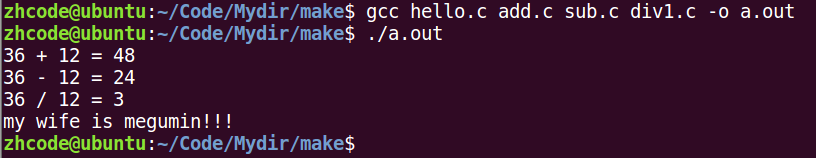 zhcode@ubuntu:~/Code/Mydir/make$ gcc hello.c add.c sub.c div1.c -o a.out
zhcode@ubuntu:~/Code/Mydir/make$ ./a.out
36 + 12 = 48
36 - 12 = 24
36 / 12 = 3
my wife is megumin!!!
zhcode@ubuntu:~/Code/Mydir/make$